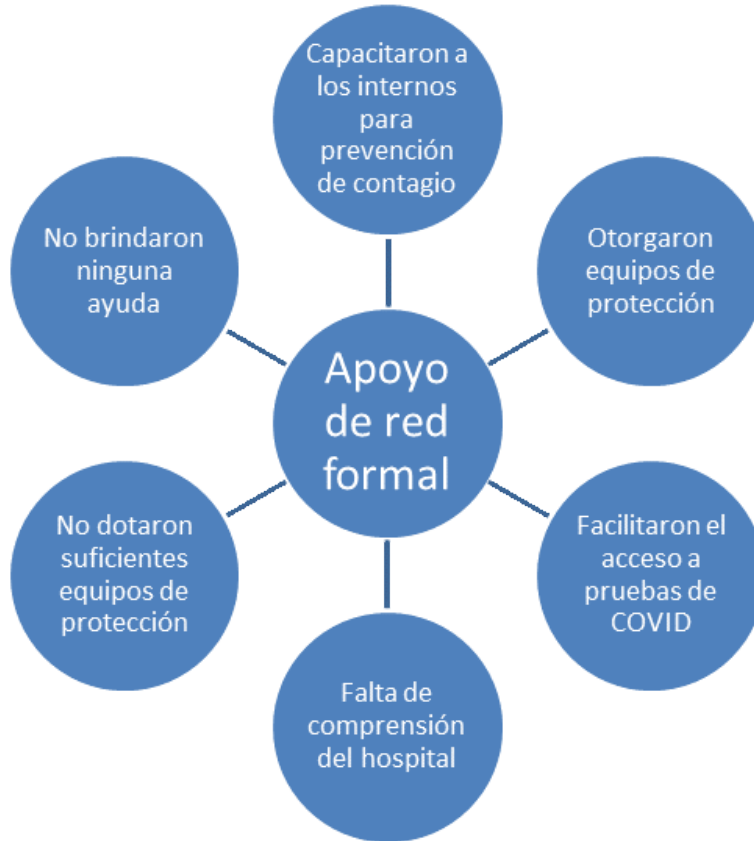 Capacitaron a
los internos
para
prevención
de contagio
Otorgaron
equipos de
protección
Facilitaron el
acceso a
pruebas de
COVID
Falta de
comprensión
del hospital
No dotaron
suficientes
equipos de
protección
No brindaron
ninguna
ayuda
Apoyo
de red
formal